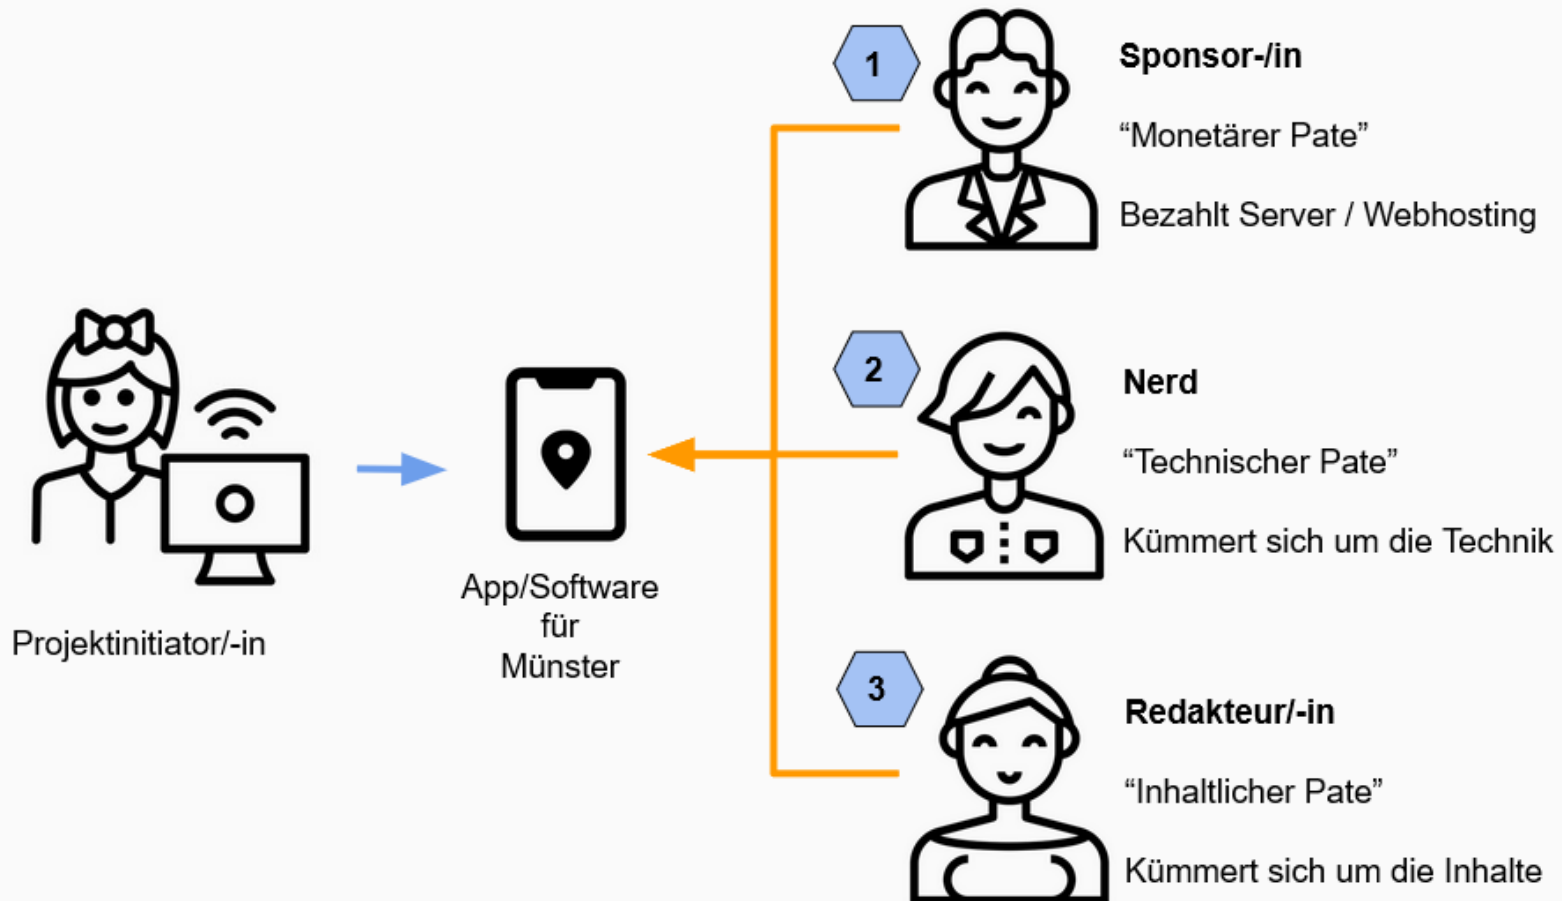 Projektinitiator/-in
App/Software
für
Münster
1
Sponsor-/in
“Monetärer Pate”
Bezahlt Server / Webhosting
2
Nerd
“Technischer Pate”
Kümmert sich um die Technik
3
Redakteur/-in
“Inhaltlicher Pate”
Kümmert sich um die Inhalte